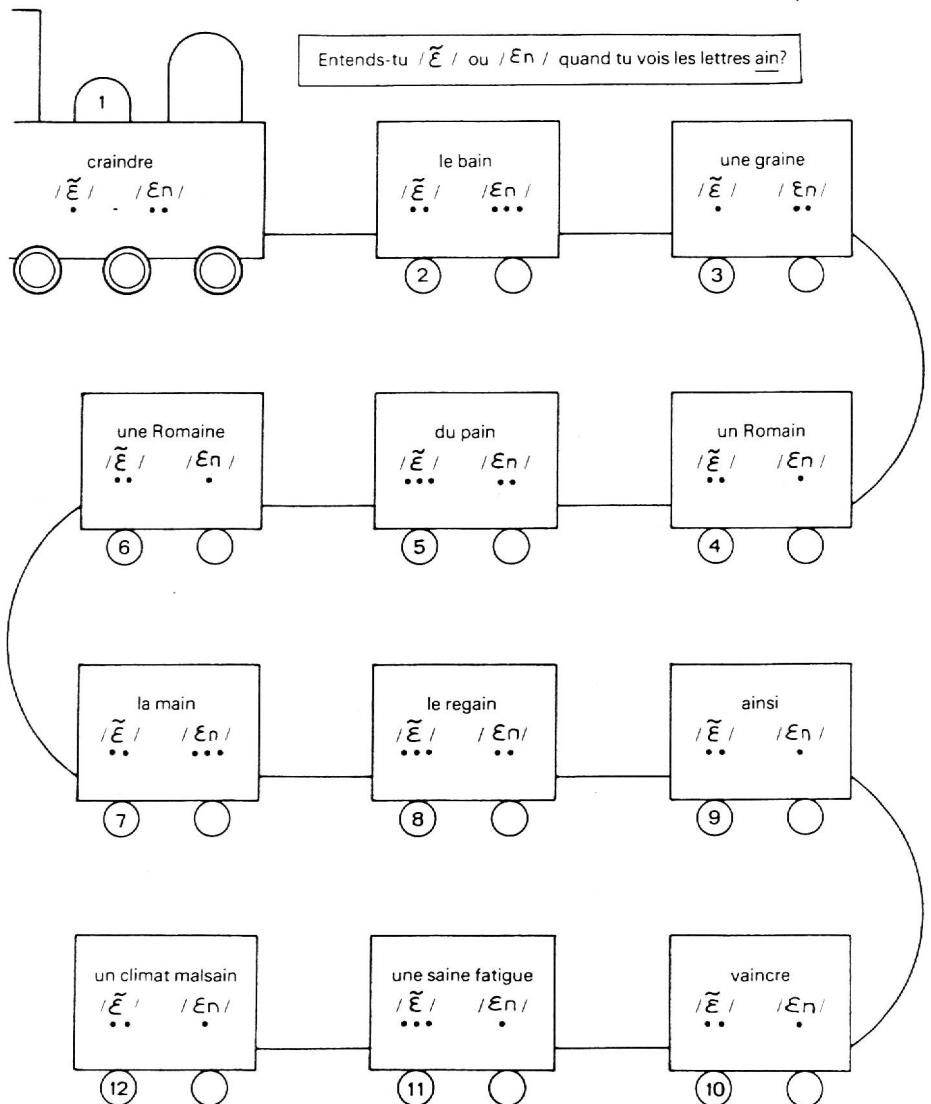 Entends-tu /ɛ̃/ ou /ɛn/ quand tu vois les lettres ain?
1
craindre
/ɛ̃/ - /ɛn/
le bain
/ɛ̃/ /ɛn/
2
une graine
/ɛ̃/ /ɛn/
3
un Romain
/ɛ̃/ /ɛn/
4
du pain
/ɛ̃/ /ɛn/
5
une Romaine
/ɛ̃/ /ɛn/
6
la main
/ɛ̃/ /ɛn/
7
le regain
/ɛ̃/ /ɛn/
8
ainsi
/ɛ̃/ /ɛn/
9
vaincre
/ɛ̃/ /ɛn/
10
une saine fatigue
/ɛ̃/ /ɛn/
11
un climat malsain
/ɛ̃/ /ɛn/
12